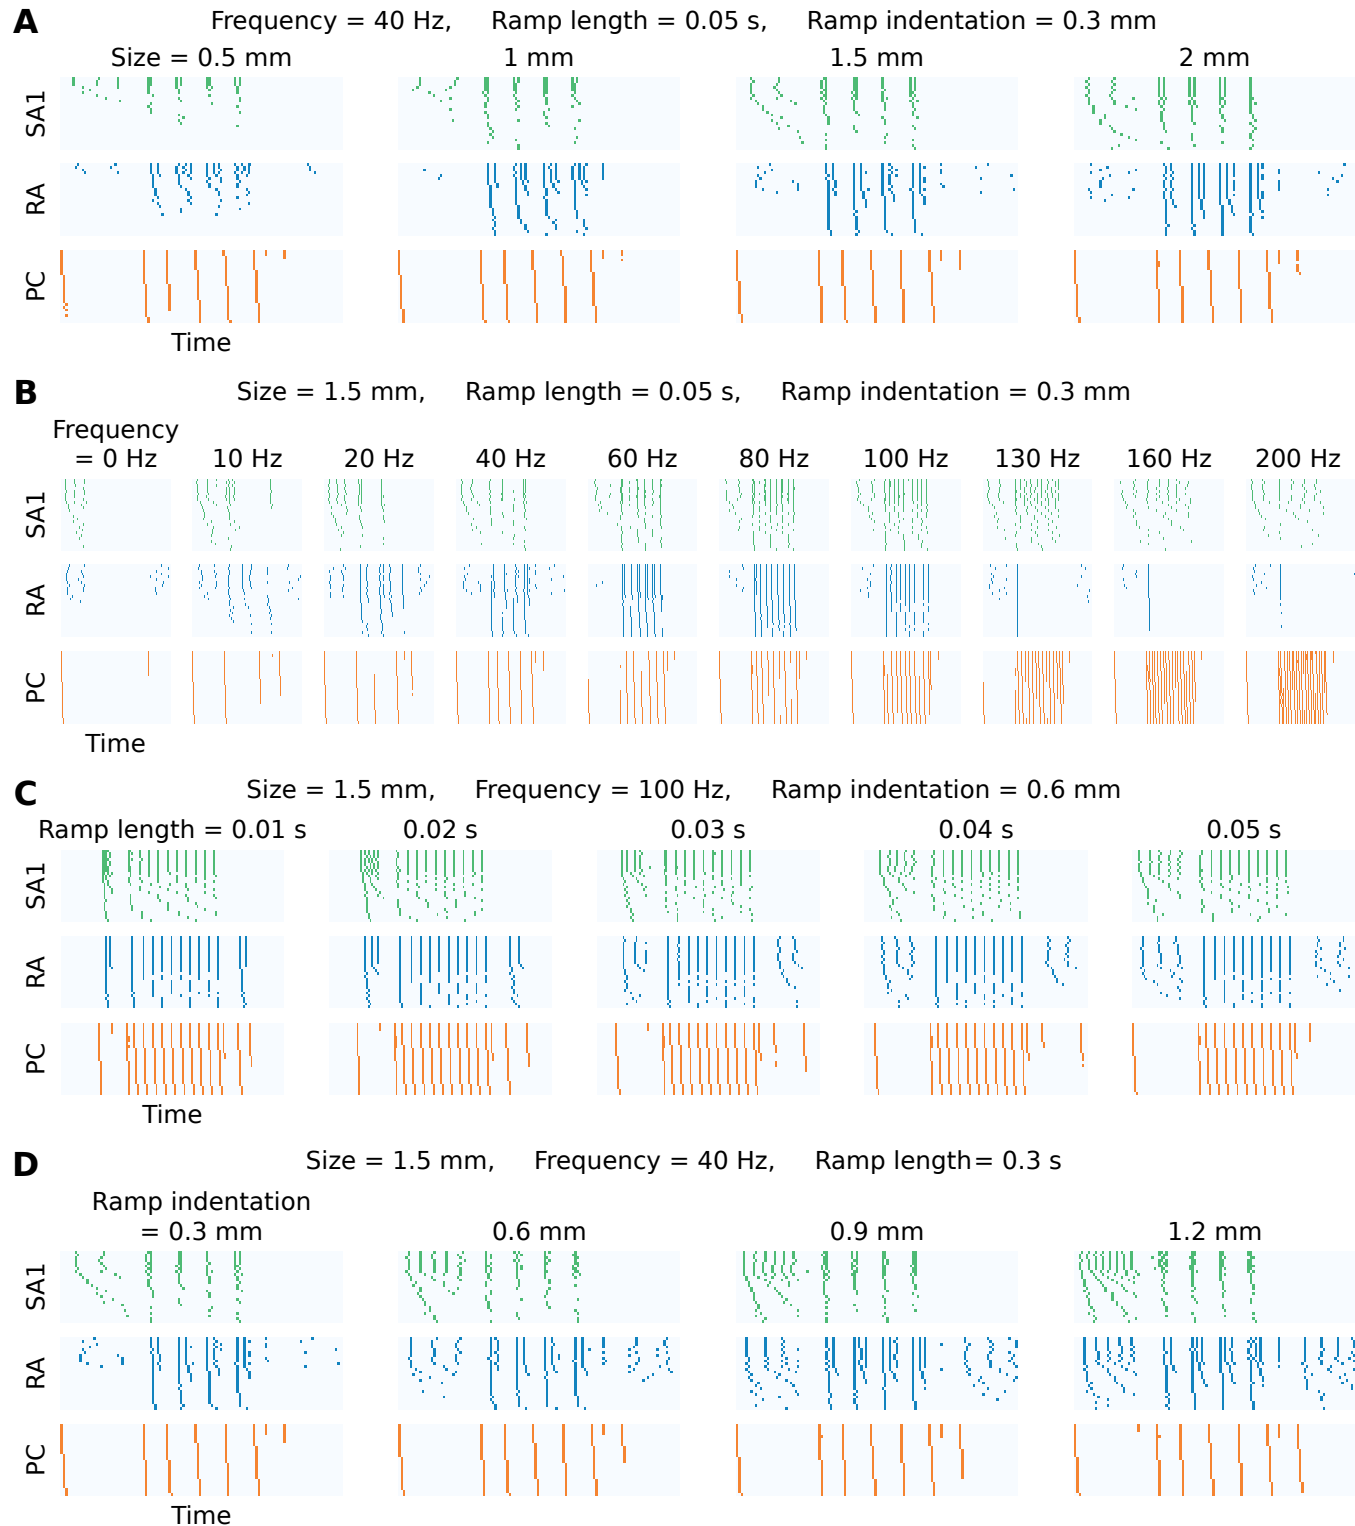 A
Frequency = 40 Hz, Ramp length = 0.05 s, Ramp indentation = 0.3 mm
Size = 0.5 mm 1 mm 1.5 mm 2 mm
SA1
RA
PC
Time
B
Size = 1.5 mm, Ramp length = 0.05 s, Ramp indentation = 0.3 mm
Frequency
= 0 Hz 10 Hz 20 Hz 40 Hz 60 Hz 80 Hz 100 Hz 130 Hz 160 Hz 200 Hz
SA1
RA
PC
Time
C
Size = 1.5 mm, Frequency = 100 Hz, Ramp indentation = 0.6 mm
Ramp length = 0.01 s 0.02 s 0.03 s 0.04 s 0.05 s
SA1
RA
PC
Time
D
Size = 1.5 mm, Frequency = 40 Hz, Ramp length= 0.3 s
Ramp indentation
= 0.3 mm 0.6 mm 0.9 mm 1.2 mm
SA1
RA
PC
Time